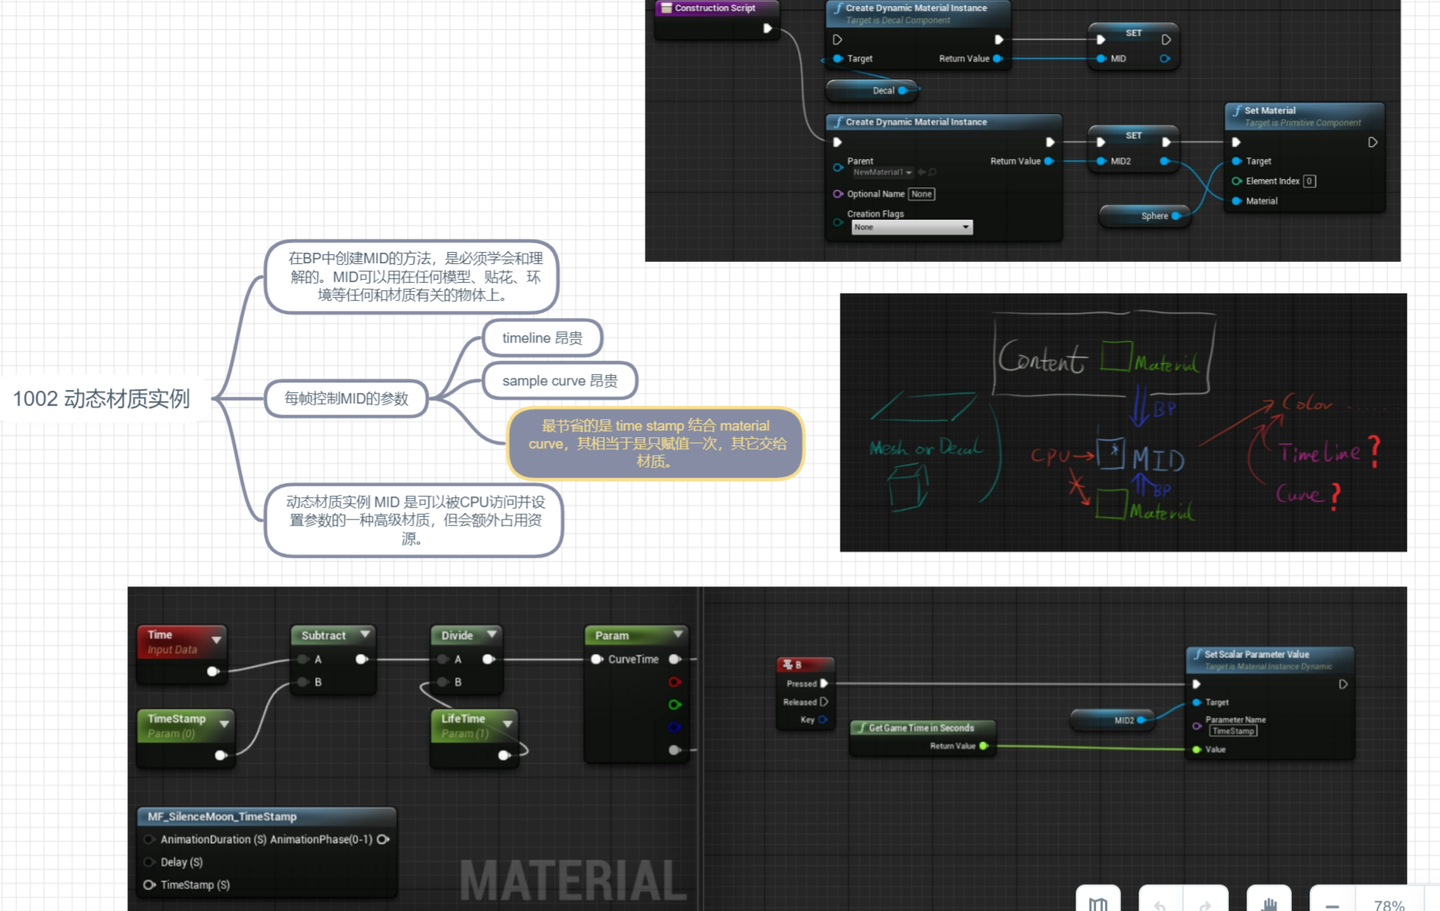 Construction Script
Create Dynamic Material Instance
Target is Decal Component
Target
Return Value
SET
MID
Decal
Create Dynamic Material Instance
Parent
NewMaterial1
Return Value
Optional Name None
Creation Flags
None
SET
MID2
Sphere
Set Material
Target is Primitive Component
Target
Element Index 0
Material
1002 动态材质实例
在BP中创建MID的方法，是必须学会和理
解的。MID可以用在任何模型、贴花、环
境等任何和材质有关的物体上。
每帧控制MID的参数
timeline 昂贵
sample curve 昂贵
最节省的是 time stamp 结合 material
curve，其相当于是只赋值一次，其它交给
材质。
动态材质实例 MID 是可以被CPU访问并设
置参数的一种高级材质，但会额外占用资
源。
Content
Material
BP
Mesh or Decal
CPU
MID
BP
Material
Color ...
Timeline ?
Curve ?
Time
Input Data
Subtract
A
B
Divide
A
B
Param
CurveTime
TimeStamp
Param (0)
LifeTime
Param (1)
MF_SilenceMoon_TimeStamp
AnimationDuration (S) AnimationPhase(0-1)
Delay (S)
TimeStamp (S)
MATERIAL
B
Pressed
Released
Key
Get Game Time in Seconds
Return Value
MID2
Set Scalar Parameter Value
Target is Material Instance Dynamic
Target
Parameter Name
TimeStamp
Value
78%